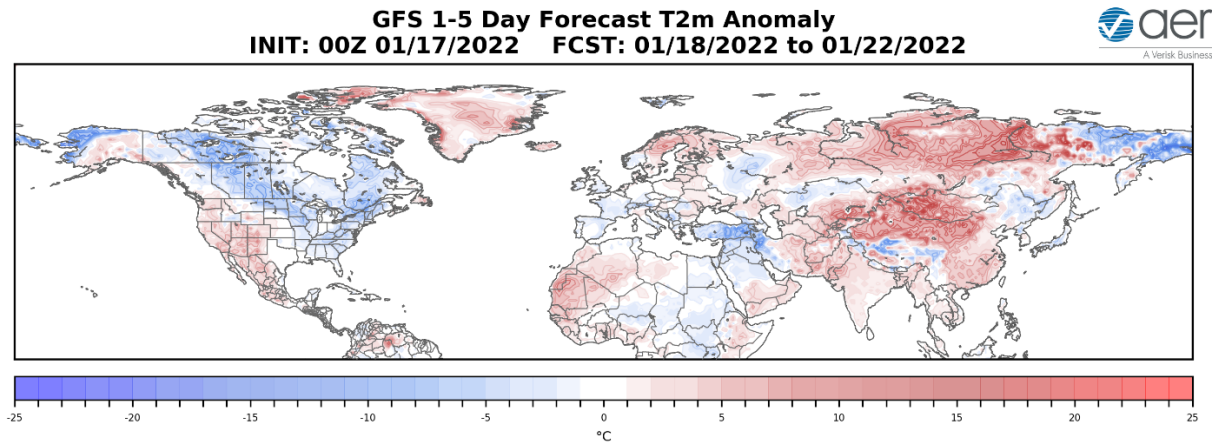 GFS 1-5 Day Forecast T2m Anomaly
INIT: 00Z 01/17/2022 FCST: 01/18/2022 to 01/22/2022
aer
A Verisk Business
-25 -20 -15 -10 -5 0 5 10 15 20 25
°C